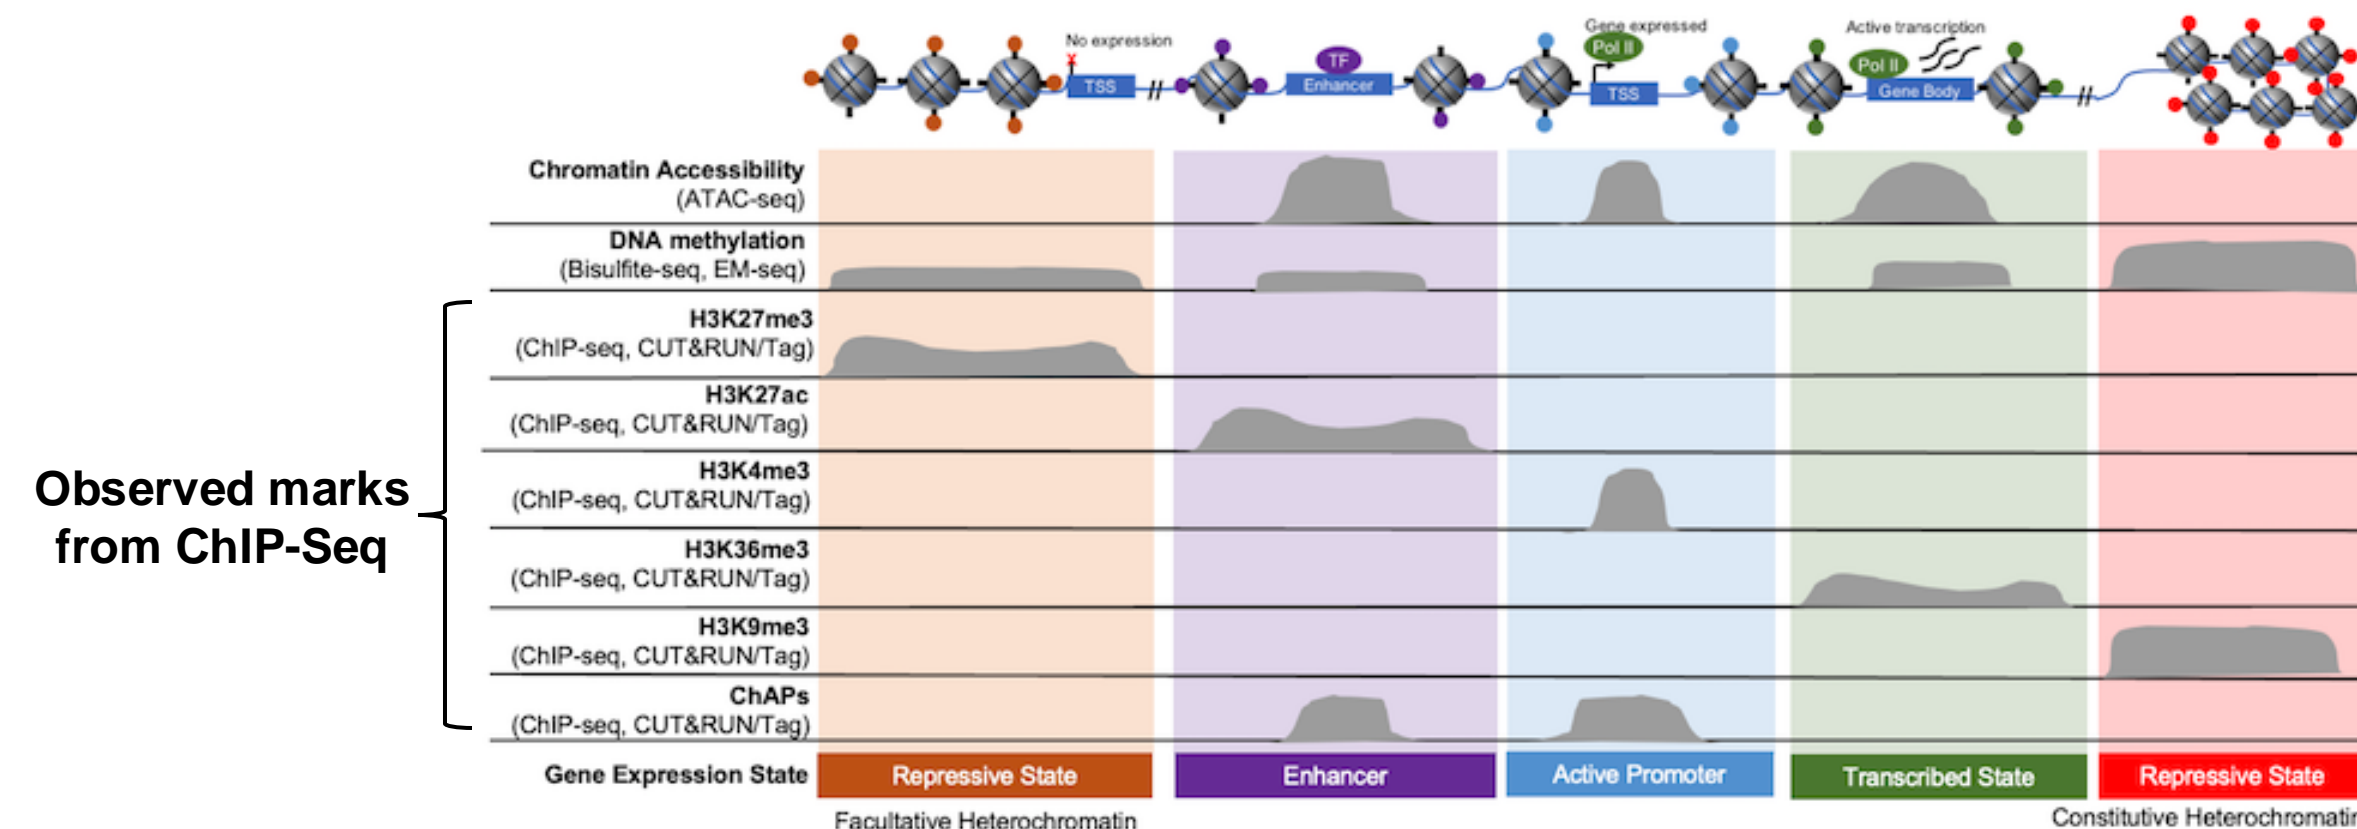 No expression
TSS
TF
Enhancer
Gene expressed
Pol II
TSS
Active transcription
Pol II
Gene Body
Chromatin Accessibility
(ATAC-seq)
DNA methylation
(Bisulfite-seq, EM-seq)
H3K27me3
(ChIP-seq, CUT&RUN/Tag)
H3K27ac
(ChIP-seq, CUT&RUN/Tag)
H3K4me3
(ChIP-seq, CUT&RUN/Tag)
H3K36me3
(ChIP-seq, CUT&RUN/Tag)
H3K9me3
(ChIP-seq, CUT&RUN/Tag)
ChAPs
(ChIP-seq, CUT&RUN/Tag)
Observed marks
from ChIP-Seq
Gene Expression State
Repressive State
Enhancer
Active Promoter
Transcribed State
Repressive State
Facultative Heterochromatin
Constitutive Heterochromatin